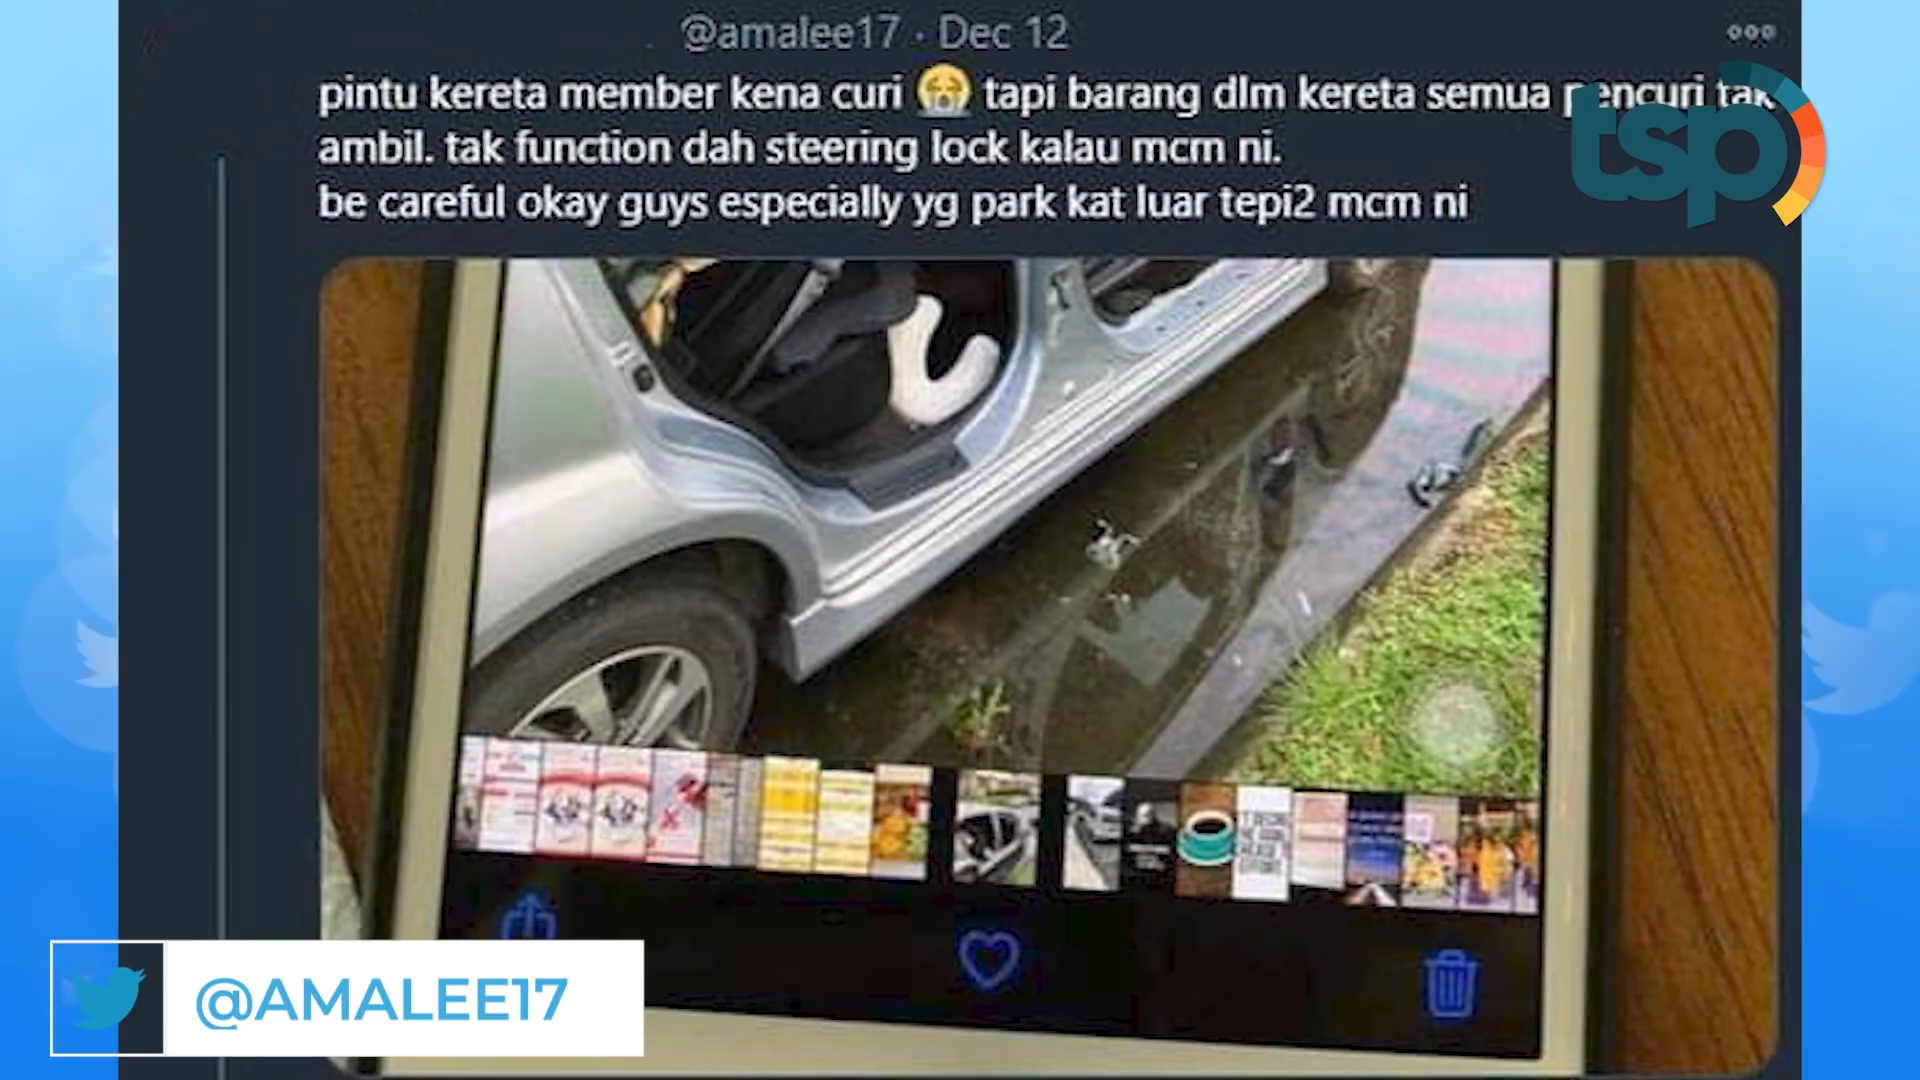 @amalee17 · Dec 12
pintu kereta member kena curi 😭 tapi barang dlm kereta semua pencuri tak
ambil. tak function dah steering lock kalau mcm ni.
be careful okay guys especially yg park kat luar tepi2 mcm ni
tsp
@AMALEE17